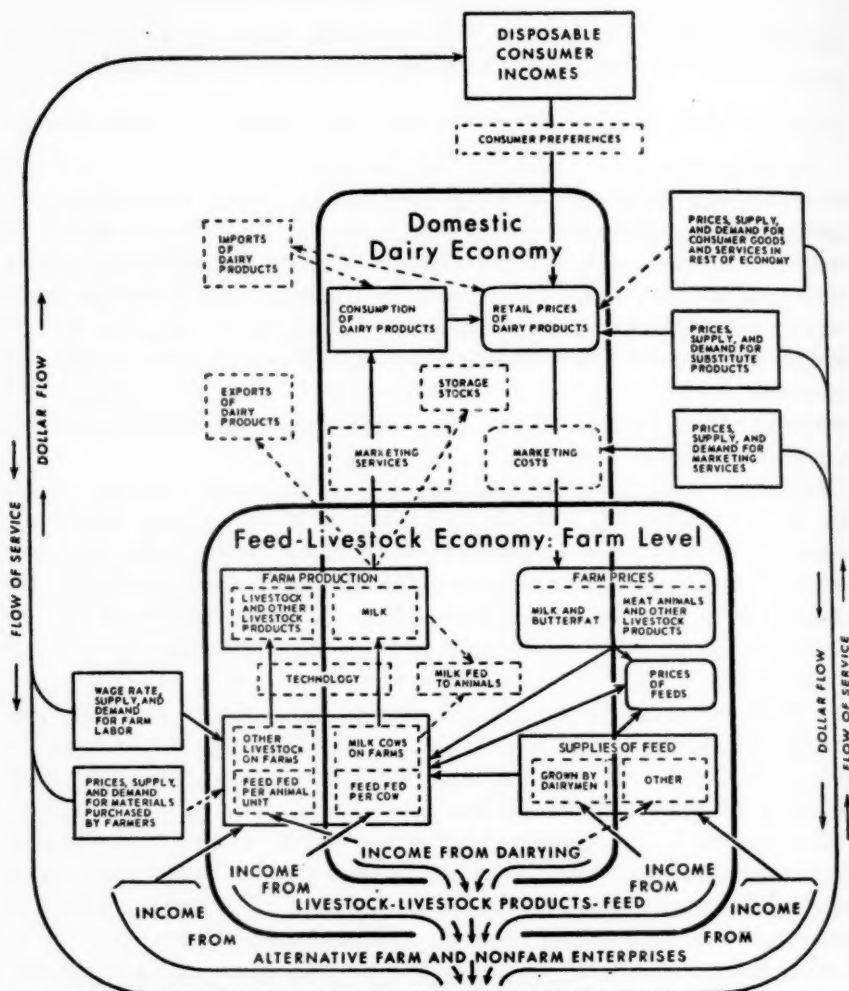 DISPOSABLE
CONSUMER
INCOMES
CONSUMER PREFERENCES
Domestic
Dairy Economy
IMPORTS
OF
DAIRY
PRODUCTS
PRICES, SUPPLY,
AND DEMAND FOR
CONSUMER GOODS
AND SERVICES IN
REST OF ECONOMY
CONSUMPTION
OF
DAIRY PRODUCTS
RETAIL PRICES
OF
DAIRY PRODUCTS
PRICES,
SUPPLY, AND
DEMAND FOR
SUBSTITUTE
PRODUCTS
EXPORTS
OF
DAIRY
PRODUCTS
STORAGE
STOCKS
MARKETING
SERVICES
MARKETING
COSTS
PRICES,
SUPPLY, AND
DEMAND FOR
MARKETING
SERVICES
FLOW OF SERVICE
DOLLAR FLOW
Feed-Livestock Economy: Farm Level
FARM PRODUCTION
LIVESTOCK
AND OTHER
LIVESTOCK
PRODUCTS
MILK
FARM PRICES
MILK AND
BUTTERFAT
MEAT ANIMALS
AND OTHER
LIVESTOCK
PRODUCTS
TECHNOLOGY
MILK FED
TO ANIMALS
PRICES
OF
FEEDS
WAGE RATE,
SUPPLY, AND
DEMAND
FOR FARM
LABOR
OTHER
LIVESTOCK
ON FARMS
MILK COWS
ON FARMS
FEED FED
PER ANIMAL
UNIT
FEED FED
PER COW
SUPPLIES OF FEED
GROWN BY
DAIRYMEN
OTHER
PRICES, SUPPLY,
AND DEMAND
FOR MATERIALS
PURCHASED
BY FARMERS
DOLLAR FLOW
FLOW OF SERVICE
INCOME FROM DAIRYING
INCOME
FROM
INCOME
FROM
LIVESTOCK-LIVESTOCK PRODUCTS-FEED
INCOME
FROM
INCOME
FROM
ALTERNATIVE FARM AND NONFARM ENTERPRISES